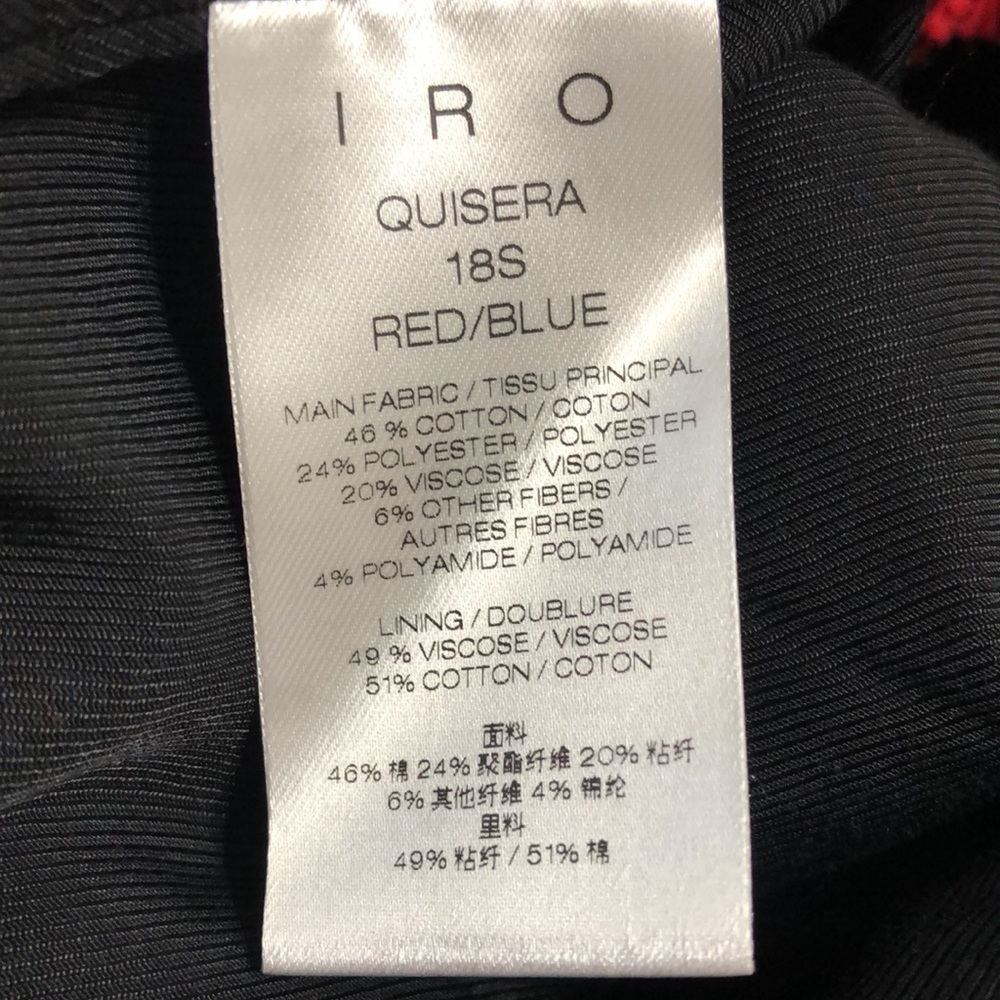 I R O
QUISERA
18S
RED/BLUE
MAIN FABRIC / TISSU PRINCIPAL
46 % COTTON / COTON
24% POLYESTER / POLYESTER
20% VISCOSE / VISCOSE
6% OTHER FIBERS /
AUTRES FIBRES
4% POLYAMIDE / POLYAMIDE
LINING / DOUBLURE
49 % VISCOSE / VISCOSE
51% COTTON / COTON
面料
46% 棉 24% 聚酯纤维 20% 粘纤
6% 其他纤维 4% 锦纶
里料
49% 粘纤 / 51% 棉